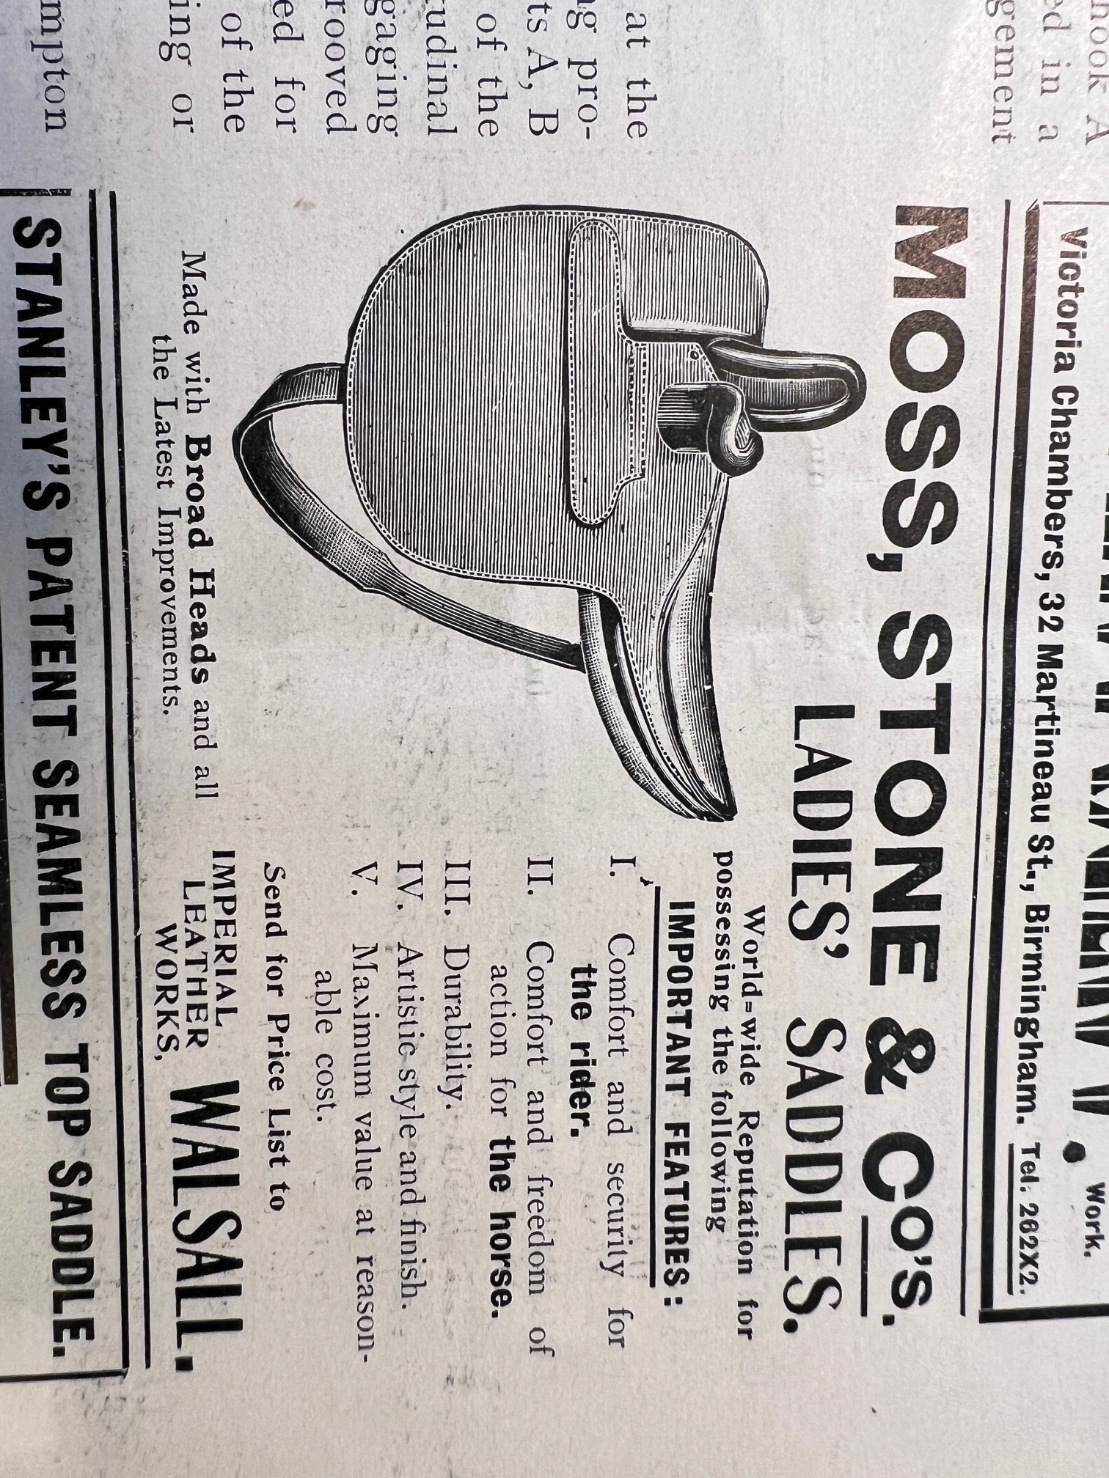 hook A
ed in a
gement
at the
ng pro-
ts A, B
of the
udinal
gaging
rooved
ed for
of the
ing or
mpton
Work.
Victoria Chambers, 32 Martineau St., Birmingham. Tel. 262X2.
MOSS, STONE & CO'S.
LADIES' SADDLES.
World-wide Reputation for
possessing the following
IMPORTANT FEATURES:
I. Comfort and security for
the rider.
II. Comfort and freedom of
action for the horse.
III. Durability.
IV. Artistic style and finish.
V. Maximum value at reason-
able cost.
Made with Broad Heads and all
the Latest Improvements.
Send for Price List to
IMPERIAL
LEATHER
WORKS, WALSALL.
STANLEY'S PATENT SEAMLESS TOP SADDLE.